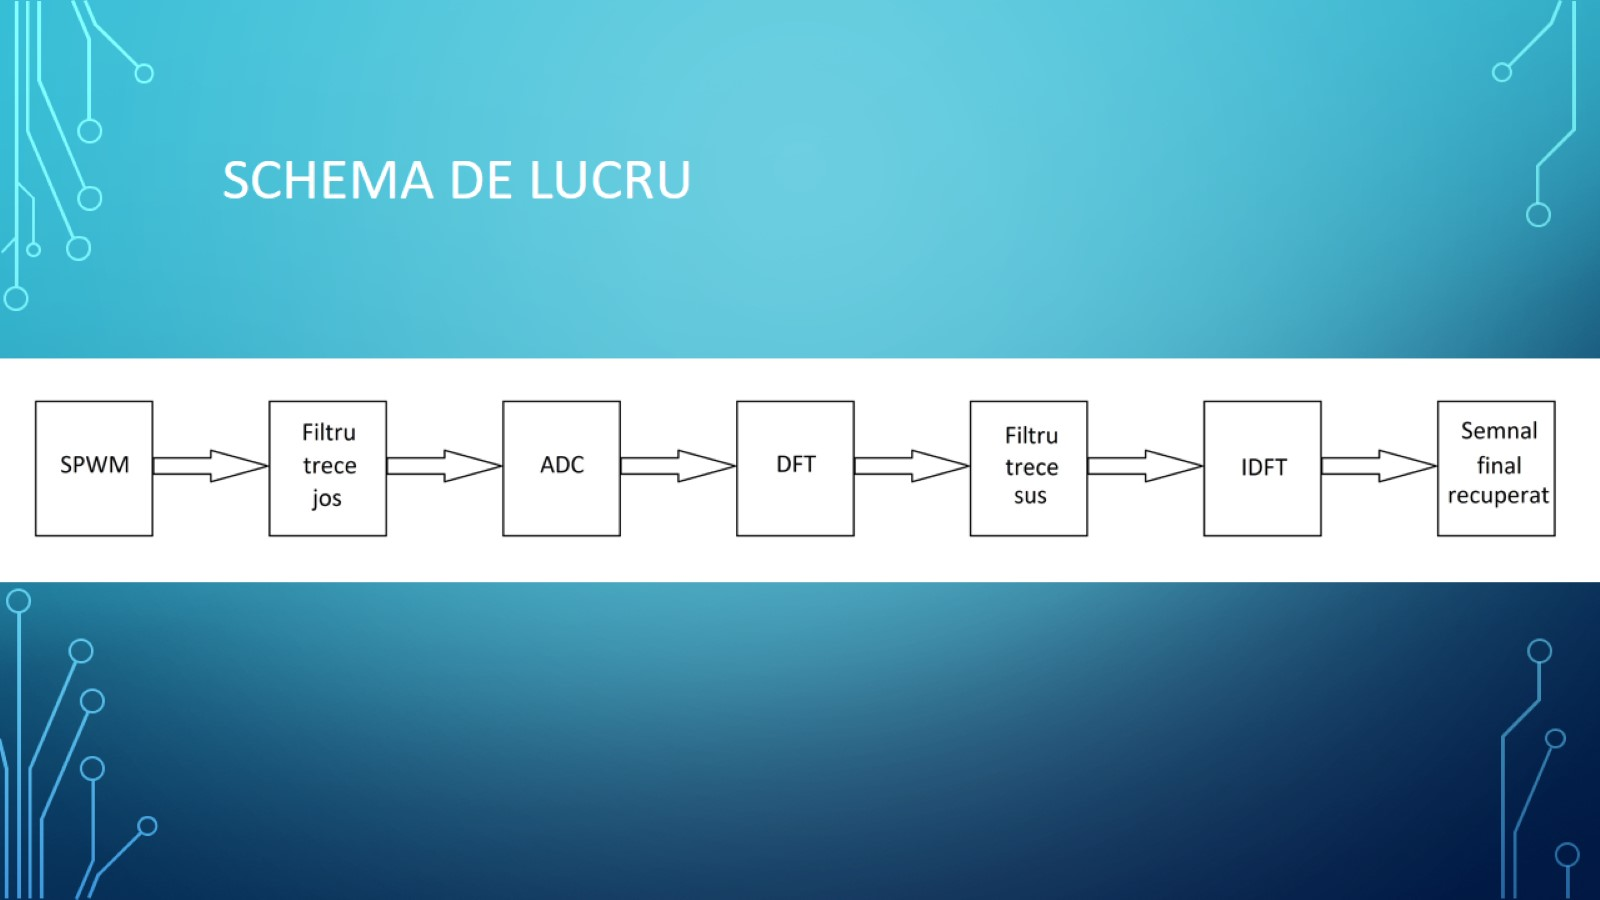 SCHEMA DE LUCRU
SPWM
Filtru
trece
jos
ADC
DFT
Filtru
trece
sus
IDFT
Semnal
final
recuperat